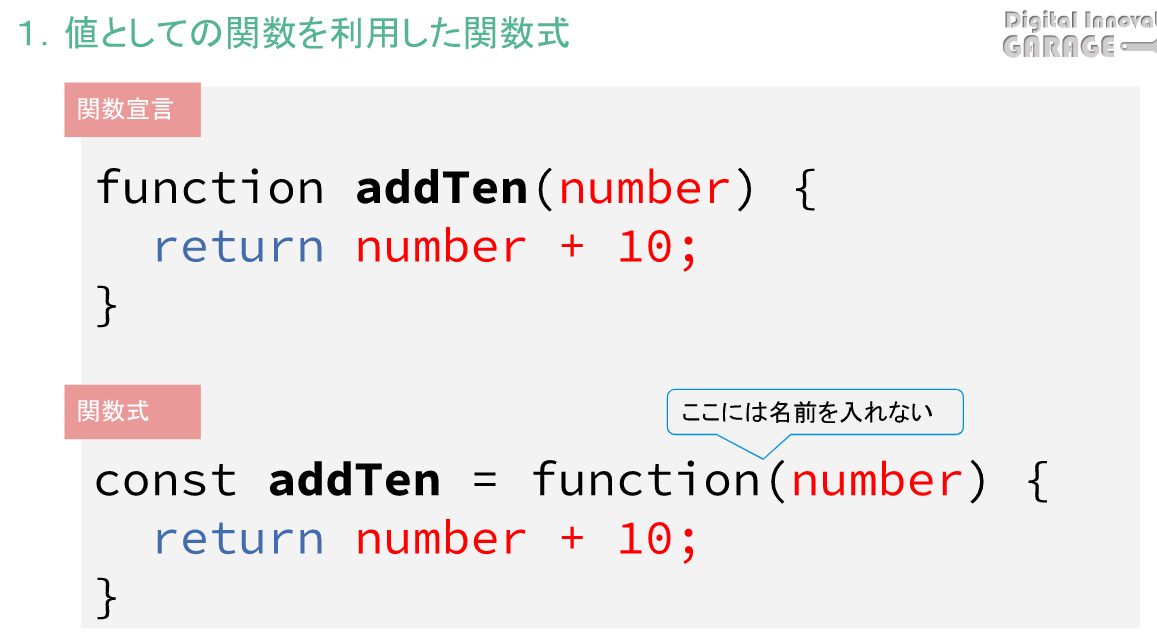 1. 値としての関数を利用した関数式
Digital Innova
GARAGE
関数宣言
function addTen(number) {
  return number + 10;
}
関数式
ここには名前を入れない
const addTen = function(number) {
  return number + 10;
}